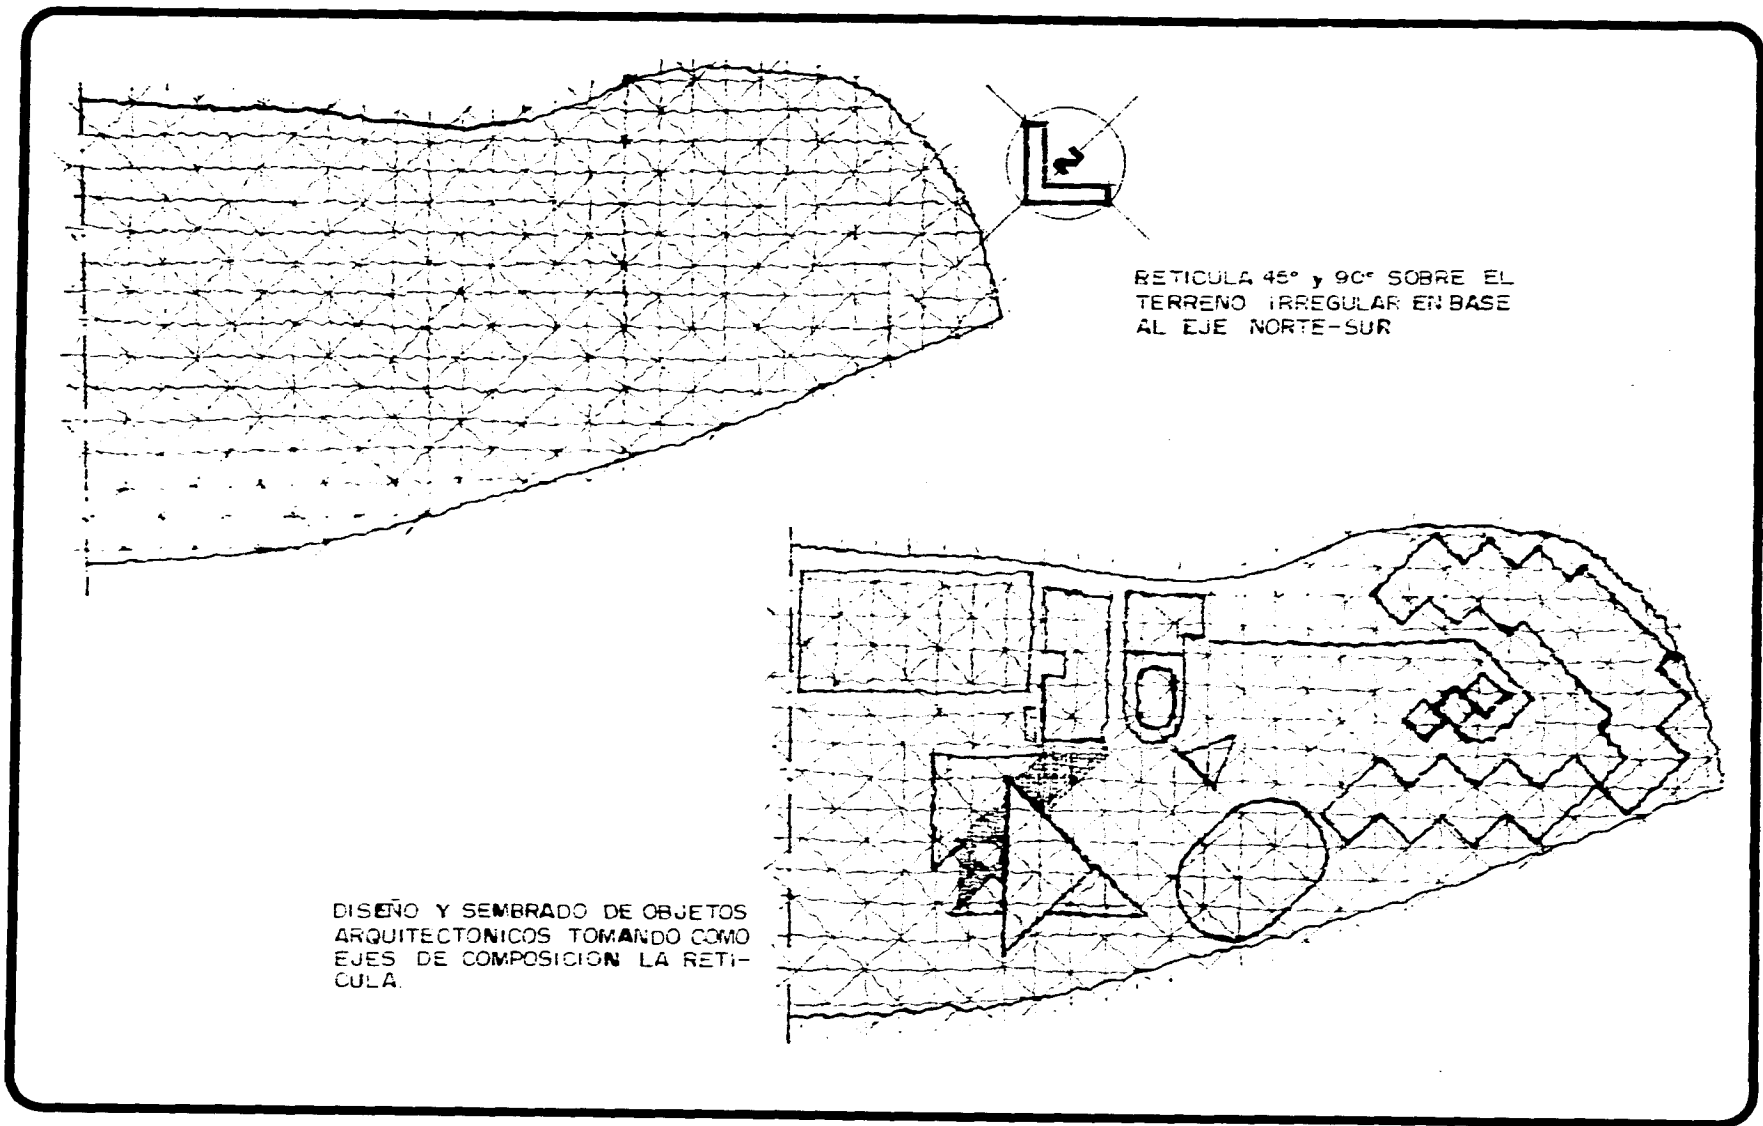 N
RETICULA 45° y 90° SOBRE EL
TERRENO IRREGULAR EN BASE
AL EJE NORTE-SUR
DISEÑO Y SEMBRADO DE OBJETOS
ARQUITECTONICOS TOMANDO COMO
EJES DE COMPOSICION LA RETI-
CULA.